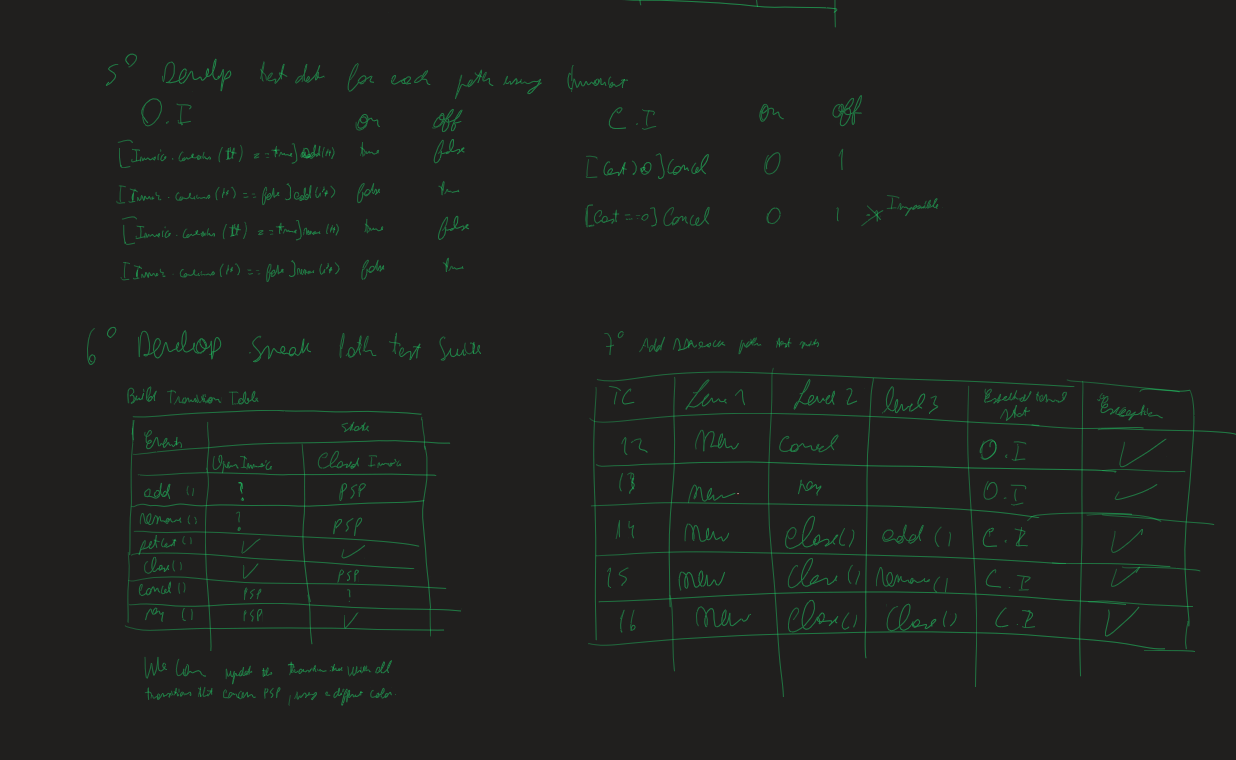 5º Develop test data for each path using Invariant
O.I on off
[Invoice.contains(it) == true] add(it) true false
[Invoice.contains(it) == false] add(it) false true
[Invoice.contains(it) == true] remove(it) true false
[Invoice.contains(it) == false] remove(it) false true
C.I on off
[Cost > 0] Cancel 0 1
[Cost == 0] Cancel 0 1 Impossible
6º Develop Sneak Path test Suite
Build Transition Table
Events State
Open Invoice Closed Invoice
add () ? PSP
remove () ? PSP
getCost () ✓ ✓
Close () ✓ PSP
Cancel () PSP ?
pay () PSP ✓
We can update the transition tree with all
transitions that concern PSP, using a different color.
7º Add sneak path test
TC Level 1 Level 2 level 3 Expected Exception
12 New Cancel O.I ✓
13 New pay O.I ✓
14 New Close() add () C.I ✓
15 new Close () remove () C.I ✓
16 New Close() Close() C.I ✓